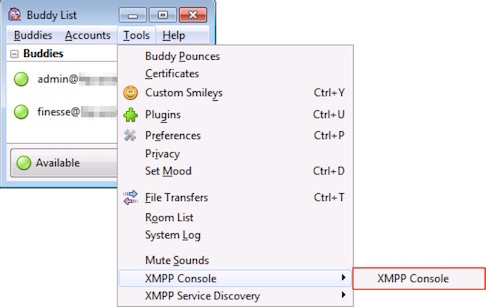 Buddy List
Buddies Accounts Tools Help
Buddies
admin@
finesse@
Available
Buddy Pounces
Certificates
Custom Smileys Ctrl+Y
Plugins Ctrl+U
Preferences Ctrl+P
Privacy
Set Mood Ctrl+D
File Transfers Ctrl+T
Room List
System Log
Mute Sounds
XMPP Console
XMPP Console
XMPP Service Discovery